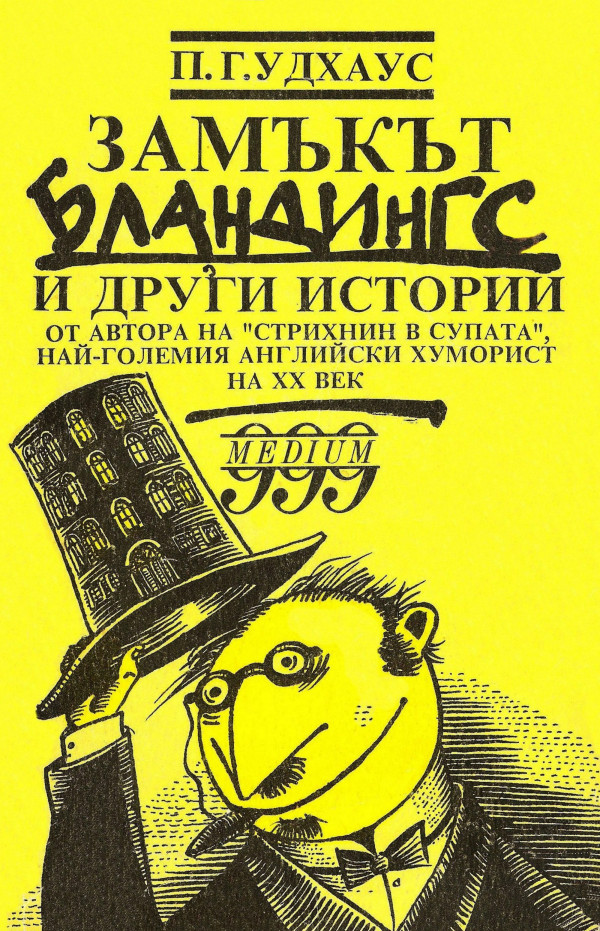 П. Г. УДХАУС
ЗАМЪКЪТ
БЛАНДИНГС
И ДРУГИ ИСТОРИИ
ОТ АВТОРА НА "СТРИХНИН В СУПАТА",
НАЙ-ГОЛЕМИЯ АНГЛИЙСКИ ХУМОРИСТ
НА XX ВЕК
MEDIUM
999